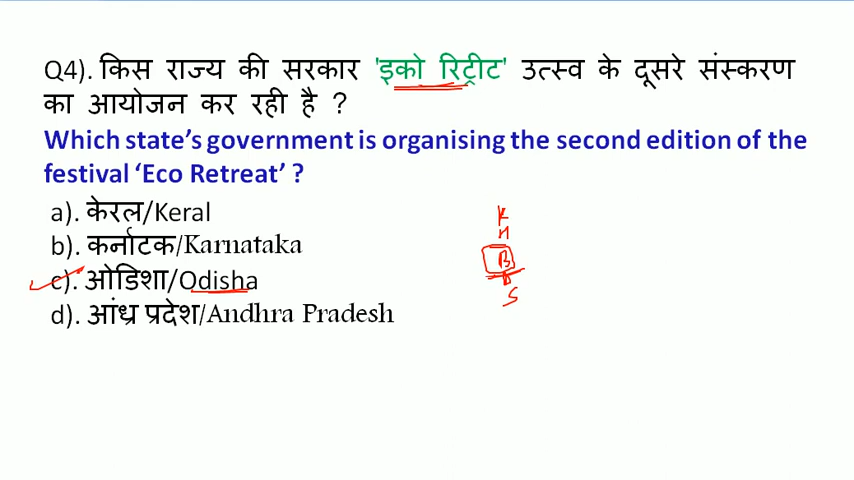 Q4). किस राज्य की सरकार 'इको रिट्रीट' उत्स्व के दूसरे संस्करण
का आयोजन कर रही है ?
Which state’s government is organising the second edition of the
festival ‘Eco Retreat’ ?
a). केरल/Keral
b). कर्नाटक/Karnataka
c). ओडिशा/Odisha
d). आंध्र प्रदेश/Andhra Pradesh
K
H
B
S